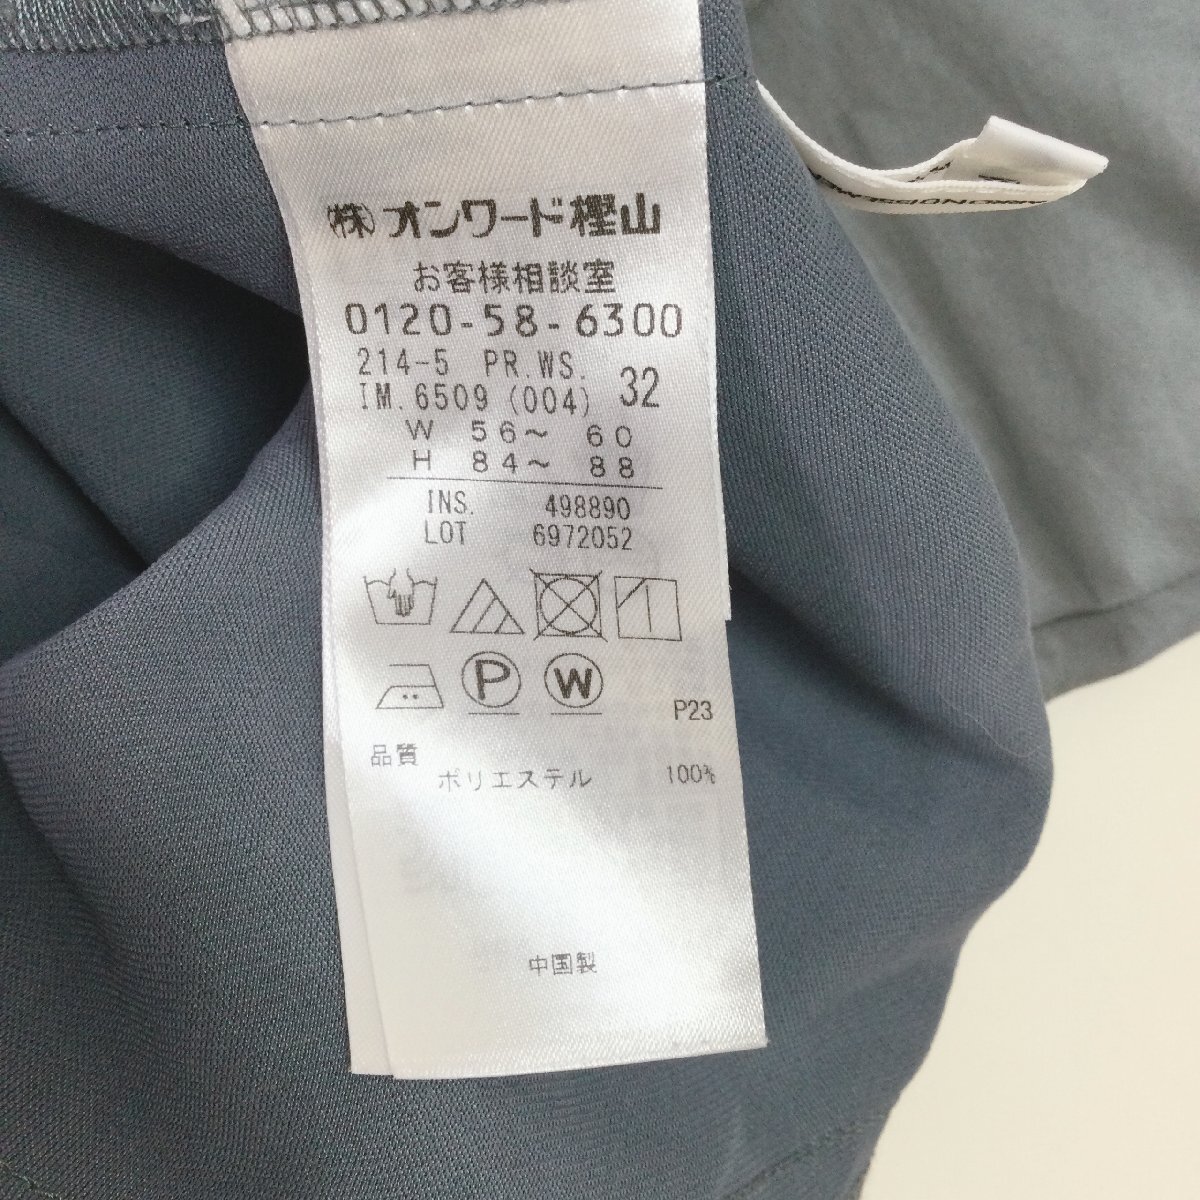 (株)オンワード樫山
お客様相談室
0120-58-6300
214-5 PR.WS. 32
IM.6509 (004)
W 56～ 60
H 84～ 88
INS. 498890
LOT 6972052
P W
P23
品質
ポリエステル 100%
中国製